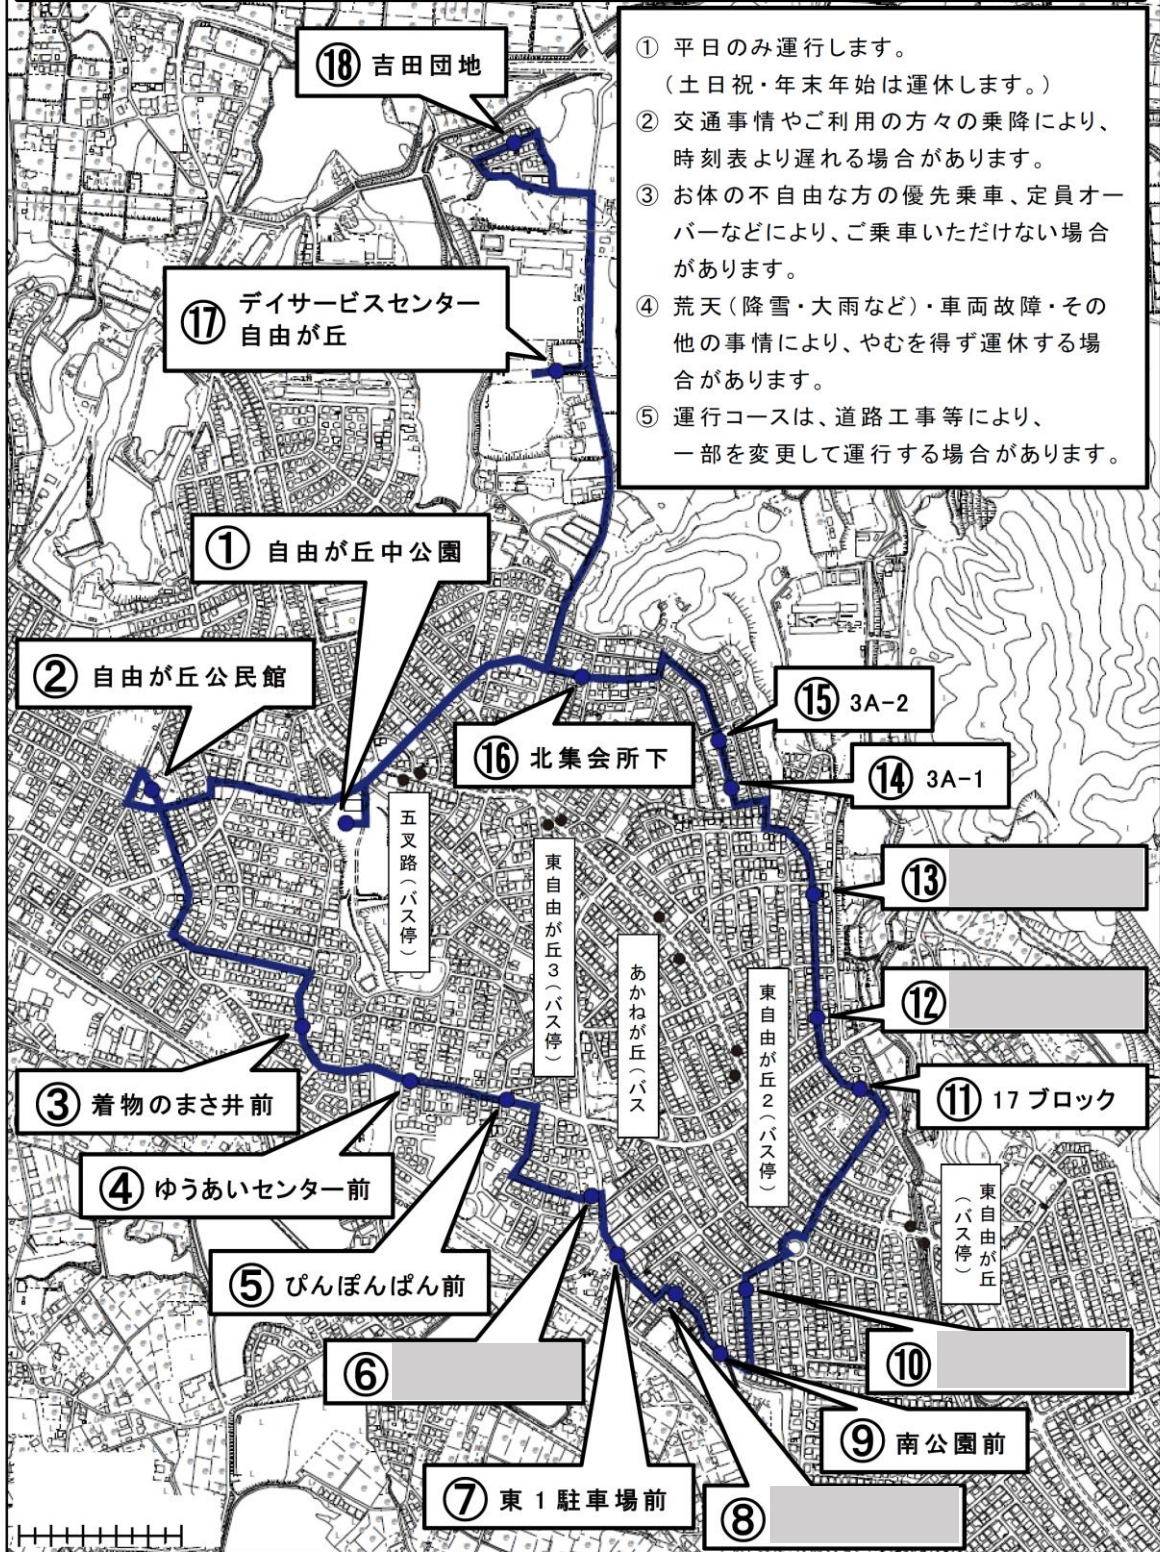 ① 平日のみ運行します。
(土日祝・年末年始は運休します。)
② 交通事情やご利用の方々の乗降により、
時刻表より遅れる場合があります。
③ お体の不自由な方の優先乗車、定員オー
バーなどにより、ご乗車いただけない場合
があります。
④ 荒天(降雪・大雨など)・車両故障・その
他の事情により、やむを得ず運休する場
合があります。
⑤ 運行コースは、道路工事等により、
一部を変更して運行する場合があります。
⑱ 吉田団地
⑰ デイサービスセンター
自由が丘
① 自由が丘中公園
② 自由が丘公民館
⑮ 3A-2
⑯ 北集会所下
⑭ 3A-1
五叉路(バス停)
東自由が丘3(バス停)
⑬
あかねが丘(バス
東自由が丘2(バス停)
⑫
③ 着物のまさ井前
⑪ 17 ブロック
④ ゆうあいセンター前
東自由が丘
(バス停)
⑤ ぴんぽんぱん前
⑥
⑩
⑨ 南公園前
⑦ 東1駐車場前
⑧